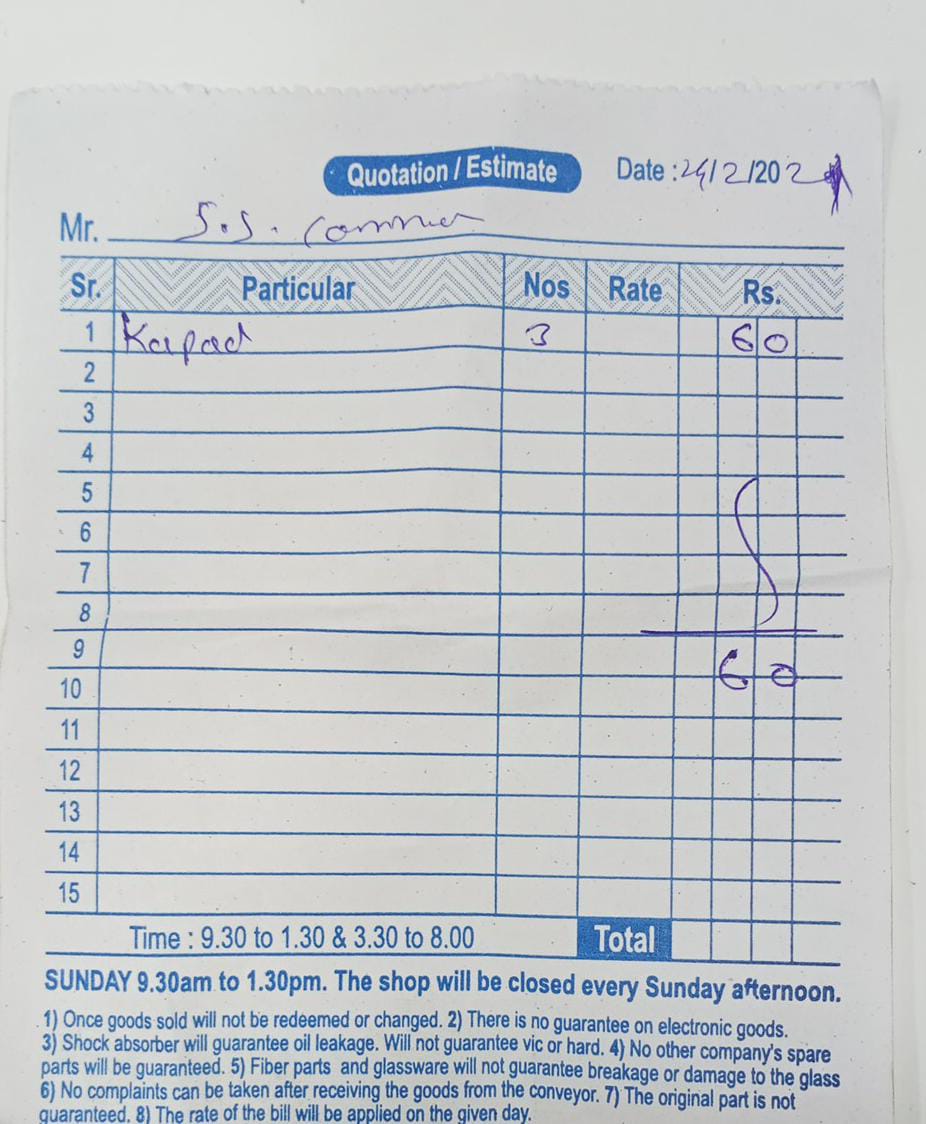 Quotation / Estimate Date : 24/2/202
Mr. S.S.
Sr. Particular Nos Rate Rs.
1 Kapad 3 60
2
3
4
5
6
7
8
9 60
10
11
12
13
14
15
Time : 9.30 to 1.30 & 3.30 to 8.00 Total
SUNDAY 9.30am to 1.30pm. The shop will be closed every Sunday afternoon.
1) Once goods sold will not be redeemed or changed. 2) There is no guarantee on electronic goods.
3) Shock absorber will guarantee oil leakage. Will not guarantee vic or hard. 4) No other company's spare
parts will be guaranteed. 5) Fiber parts and glassware will not guarantee breakage or damage to the glass
6) No complaints can be taken after receiving the goods from the conveyor. 7) The original part is not
guaranteed. 8) The rate of the bill will be applied on the given day.